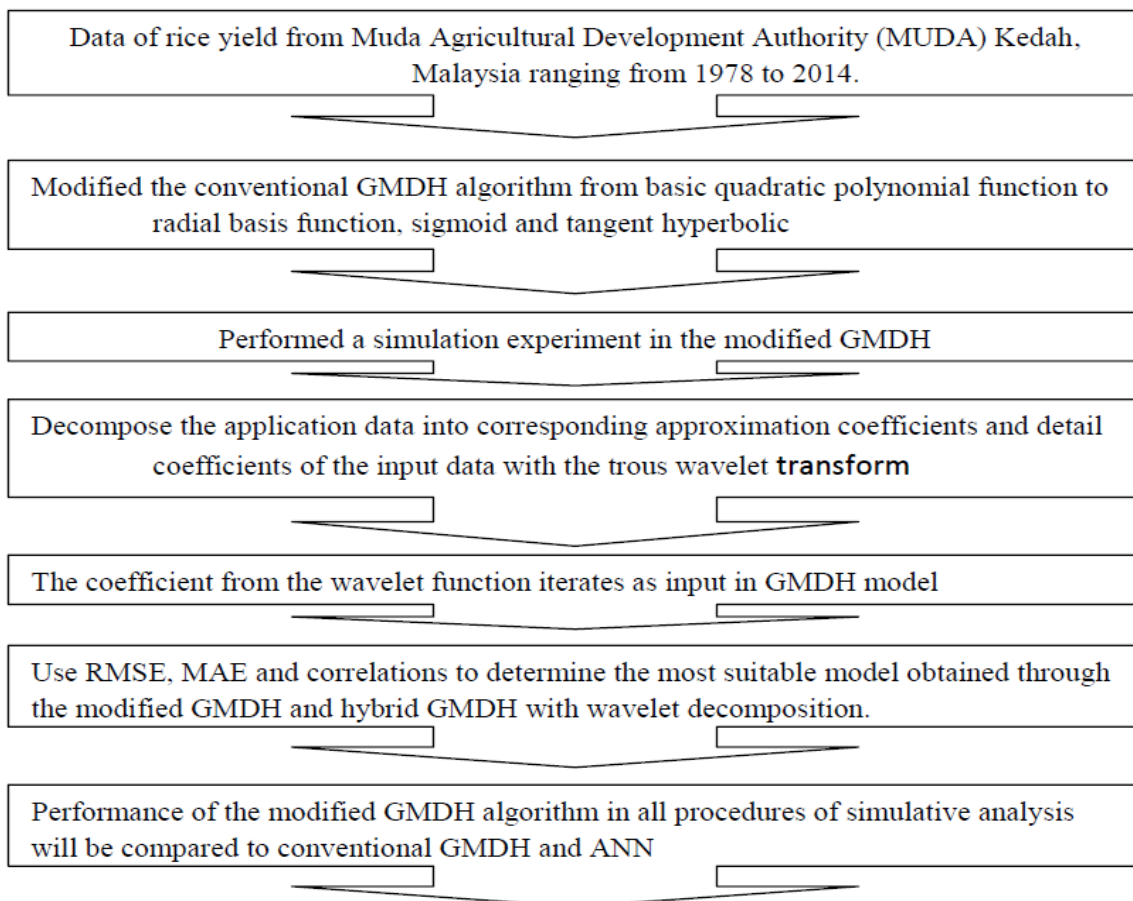 Data of rice yield from Muda Agricultural Development Authority (MUDA) Kedah,
Malaysia ranging from 1978 to 2014.
Modified the conventional GMDH algorithm from basic quadratic polynomial function to
radial basis function, sigmoid and tangent hyperbolic
Performed a simulation experiment in the modified GMDH
Decompose the application data into corresponding approximation coefficients and detail
coefficients of the input data with the trous wavelet transform
The coefficient from the wavelet function iterates as input in GMDH model
Use RMSE, MAE and correlations to determine the most suitable model obtained through
the modified GMDH and hybrid GMDH with wavelet decomposition.
Performance of the modified GMDH algorithm in all procedures of simulative analysis
will be compared to conventional GMDH and ANN